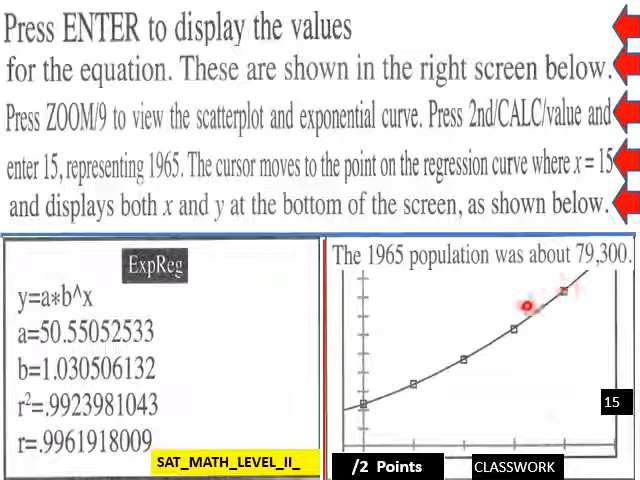 Press ENTER to display the values
for the equation. These are shown in the right screen below.
Press ZOOM/9 to view the scatterplot and exponential curve. Press 2nd/CALC/value and
enter 15, representing 1965. The cursor moves to the point on the regression curve where x = 15
and displays both x and y at the bottom of the screen, as shown below.
ExpReg
y=a*b^x
a=50.55052533
b=1.030506132
r²=.9923981043
r=.9961918009
SAT_MATH_LEVEL_II_
The 1965 population was about 79,300.
15
/2 Points
CLASSWORK